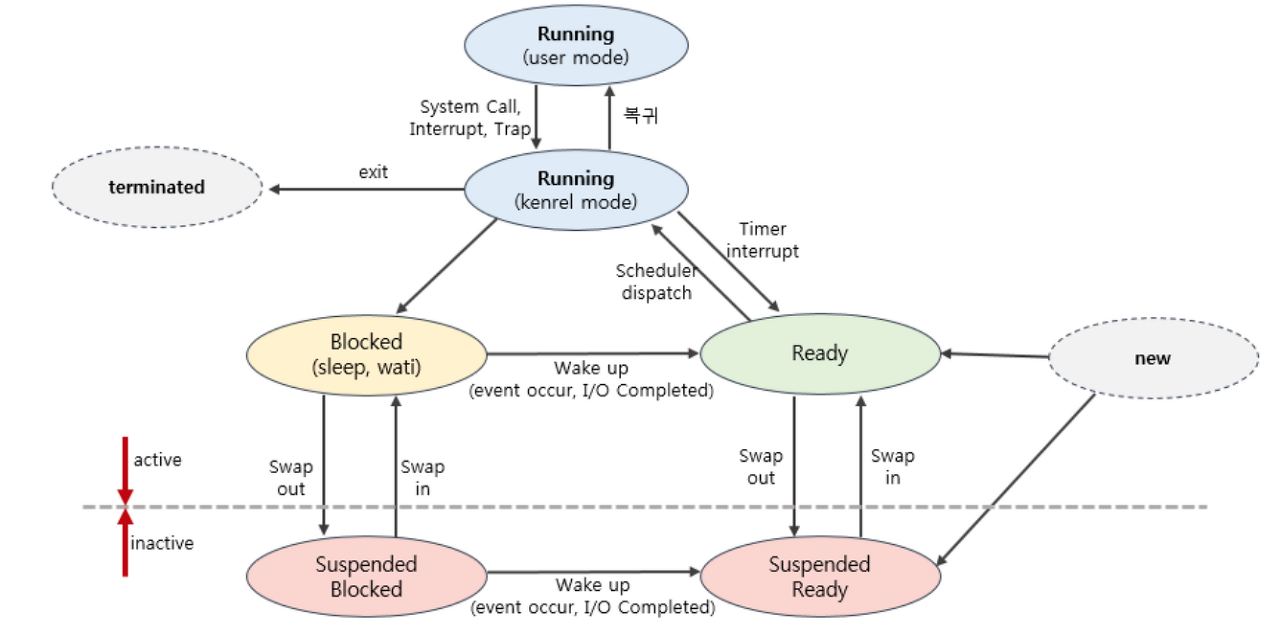 Running
(user mode)
System Call,
Interrupt, Trap
복귀
terminated
exit
Running
(kenrel mode)
Timer
interrupt
Scheduler
dispatch
Blocked
(sleep, wati)
Wake up
(event occur, I/O Completed)
Ready
new
active
inactive
Swap
out
Swap
in
Swap
out
Swap
in
Suspended
Blocked
Wake up
(event occur, I/O Completed)
Suspended
Ready